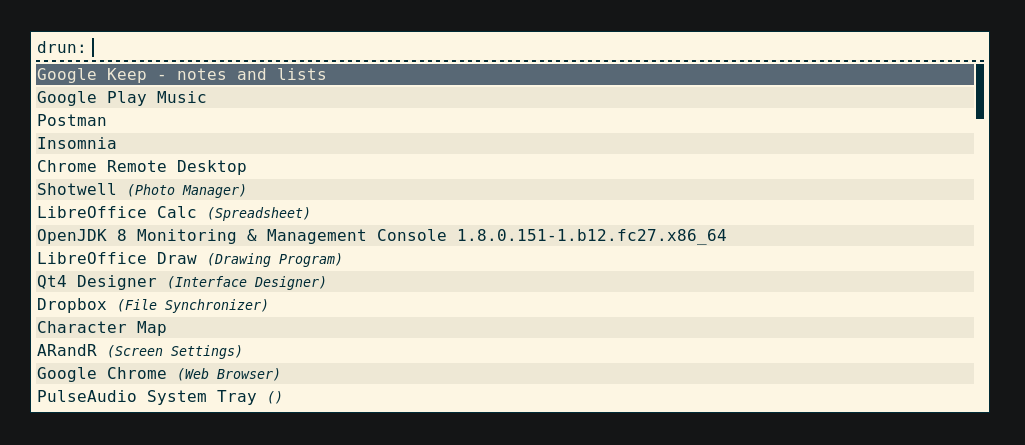 drun:
Google Keep - notes and lists
Google Play Music
Postman
Insomnia
Chrome Remote Desktop
Shotwell (Photo Manager)
LibreOffice Calc (Spreadsheet)
OpenJDK 8 Monitoring & Management Console 1.8.0.151-1.b12.fc27.x86_64
LibreOffice Draw (Drawing Program)
Qt4 Designer (Interface Designer)
Dropbox (File Synchronizer)
Character Map
ARandR (Screen Settings)
Google Chrome (Web Browser)
PulseAudio System Tray ()